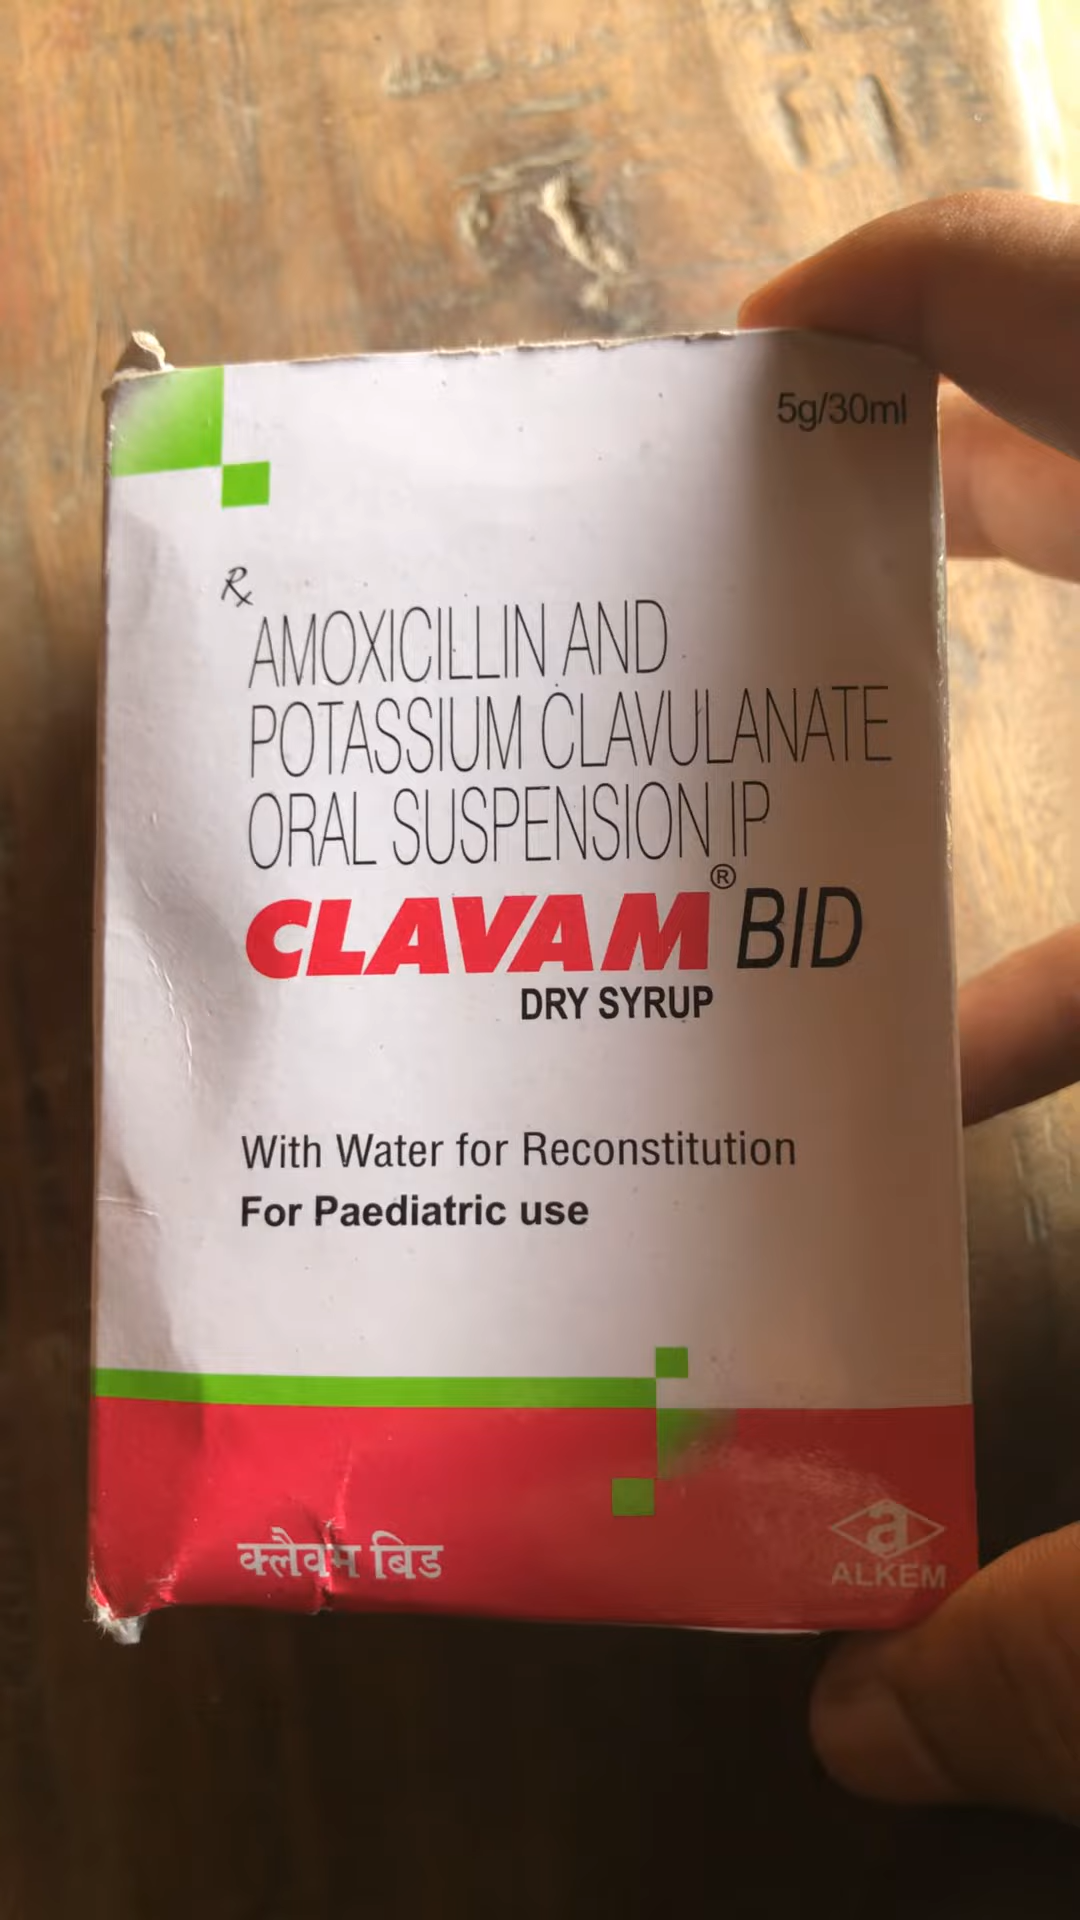 5g/30ml
Rx
AMOXICILLIN AND
POTASSIUM CLAVULANATE
ORAL SUSPENSION IP
CLAVAM® BID
DRY SYRUP
With Water for Reconstitution
For Paediatric use
क्लैवम बिड
a
ALKEM